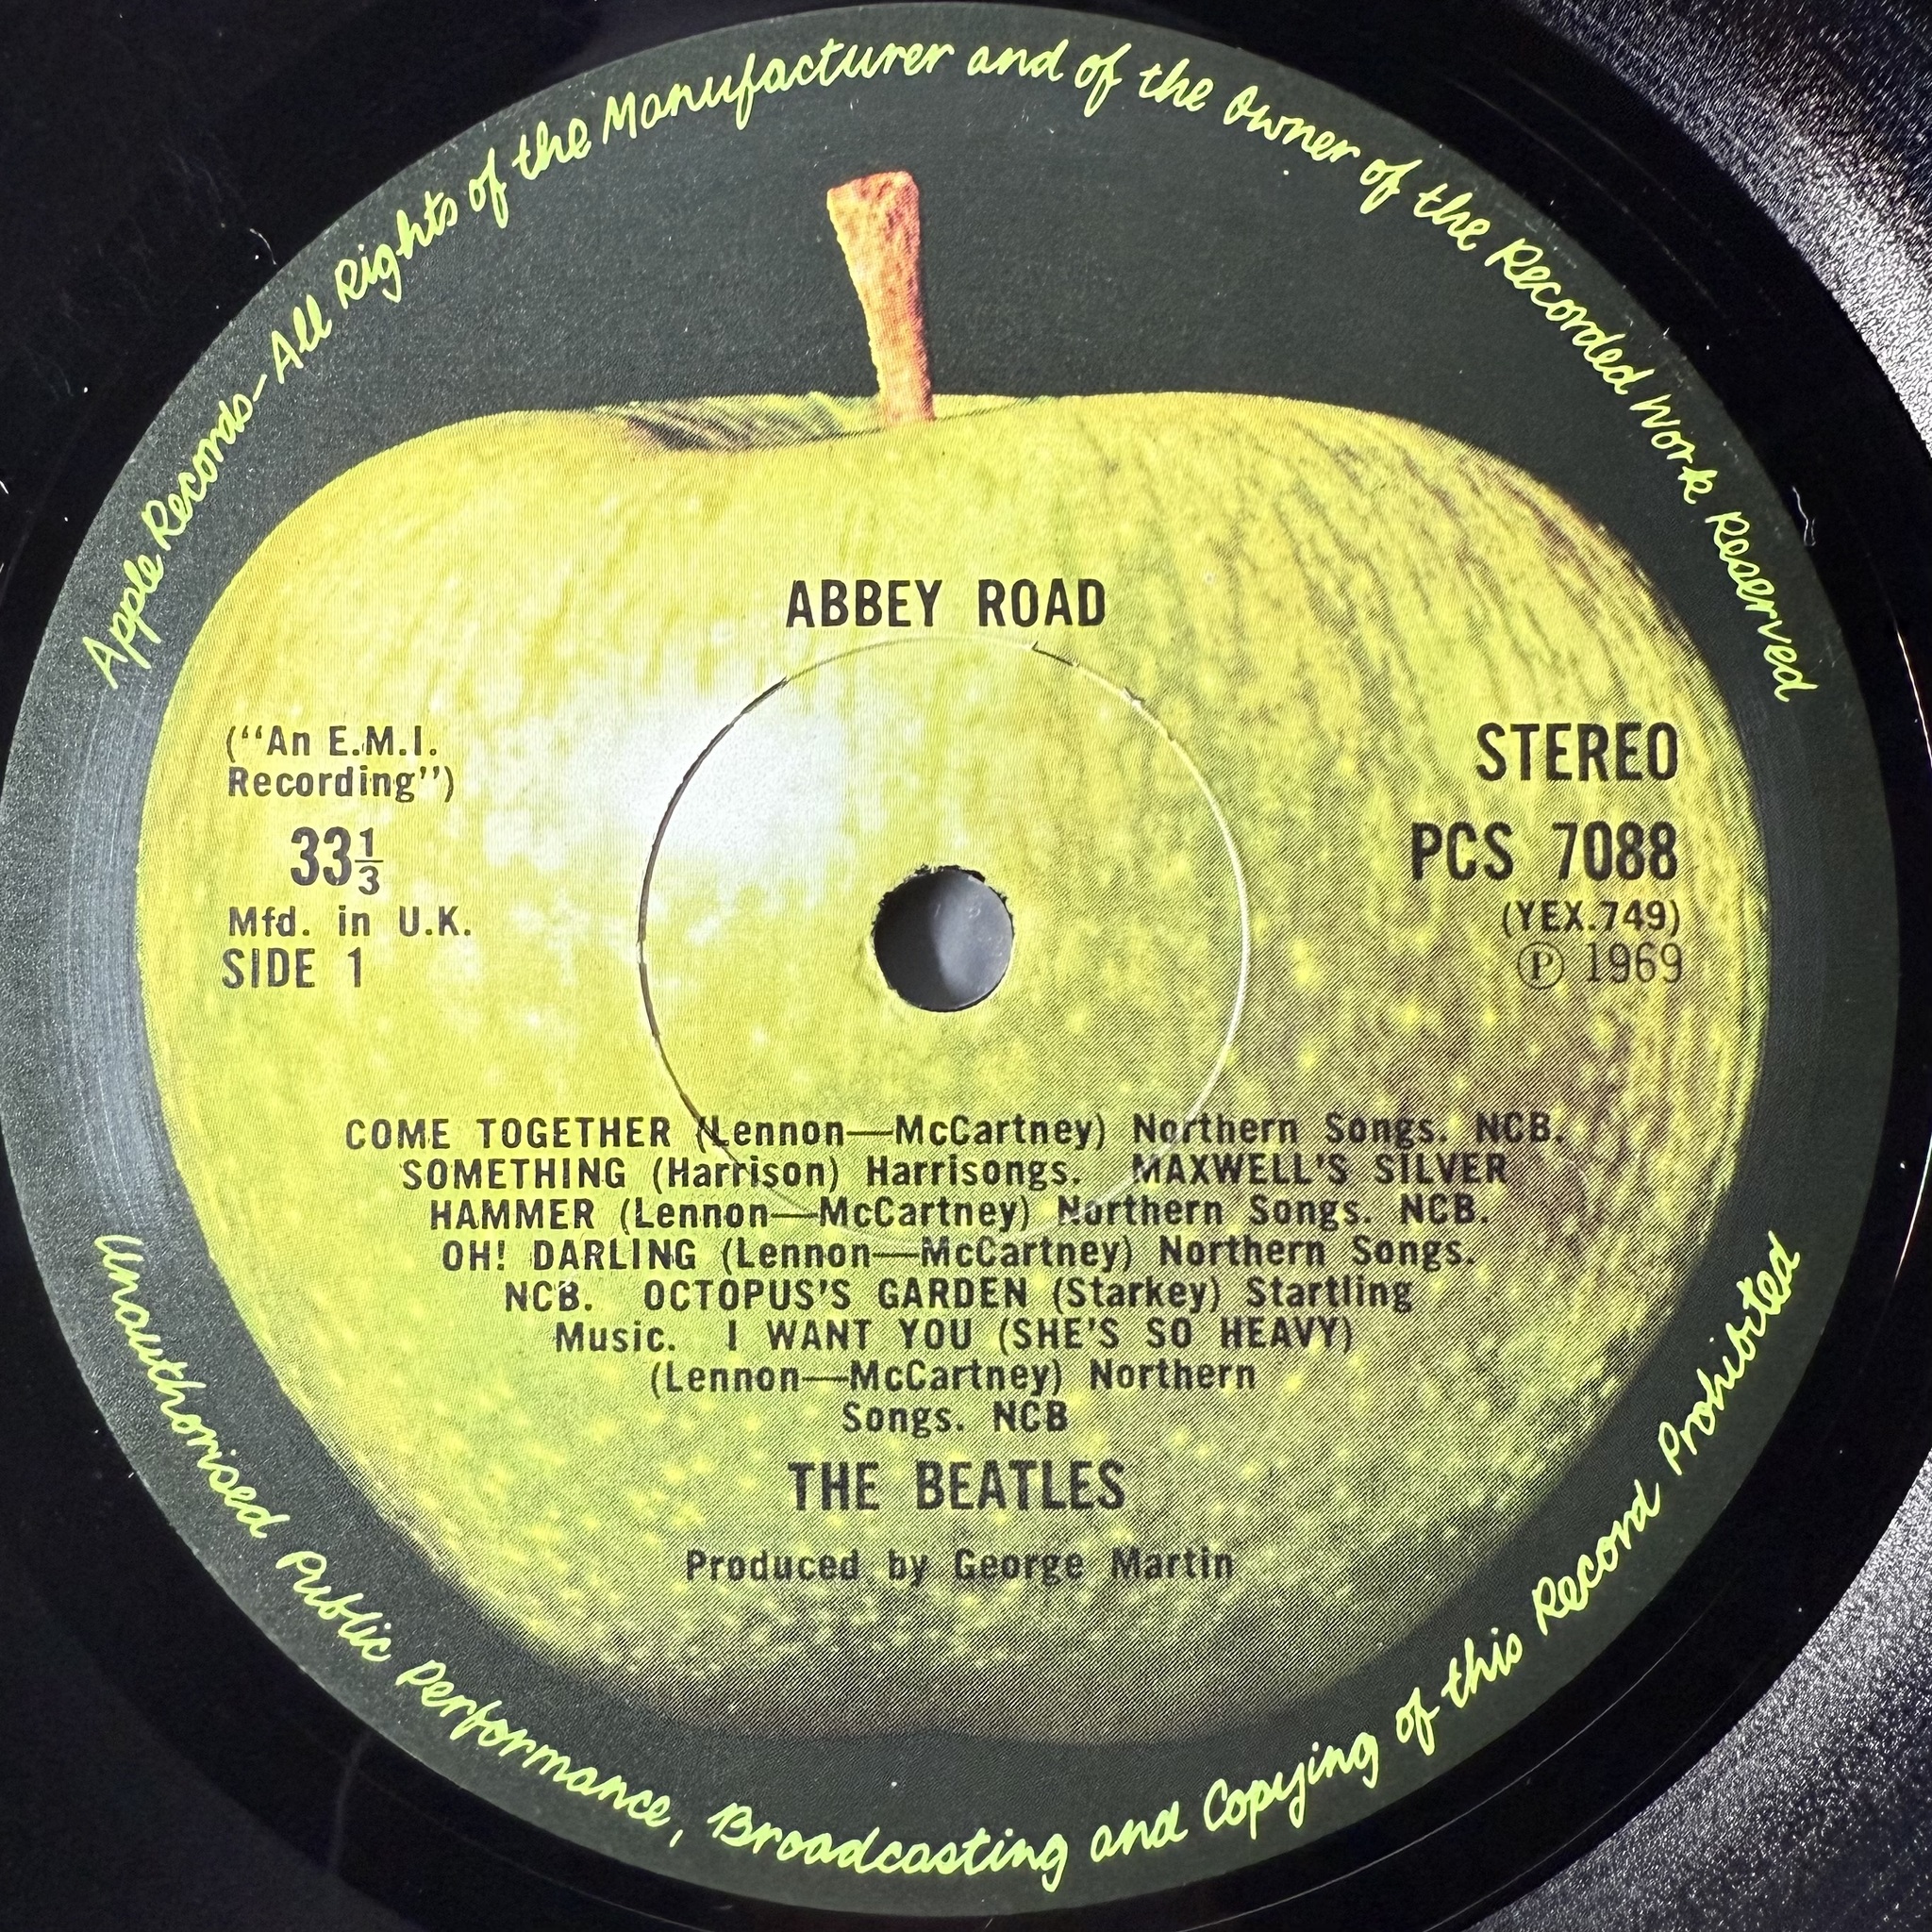 Apple Records—All Rights of the Manufacturer and of the Owner of the Recorded Work Reserved
ABBEY ROAD
(“An E.M.I.
Recording”)
33⅓
Mfd. in U.K.
SIDE 1
STEREO
PCS 7088
(YEX.749)
Ⓟ 1969
COME TOGETHER (Lennon—McCartney) Northern Songs. NCB.
SOMETHING (Harrison) Harrisongs. MAXWELL'S SILVER
HAMMER (Lennon—McCartney) Northern Songs. NCB.
OH! DARLING (Lennon—McCartney) Northern Songs.
NCB. OCTOPUS'S GARDEN (Starkey) Startling
Music. I WANT YOU (SHE'S SO HEAVY)
(Lennon—McCartney) Northern
Songs. NCB
THE BEATLES
Produced by George Martin
Unauthorised Public Performance, Broadcasting and Copying of this Record Prohibited